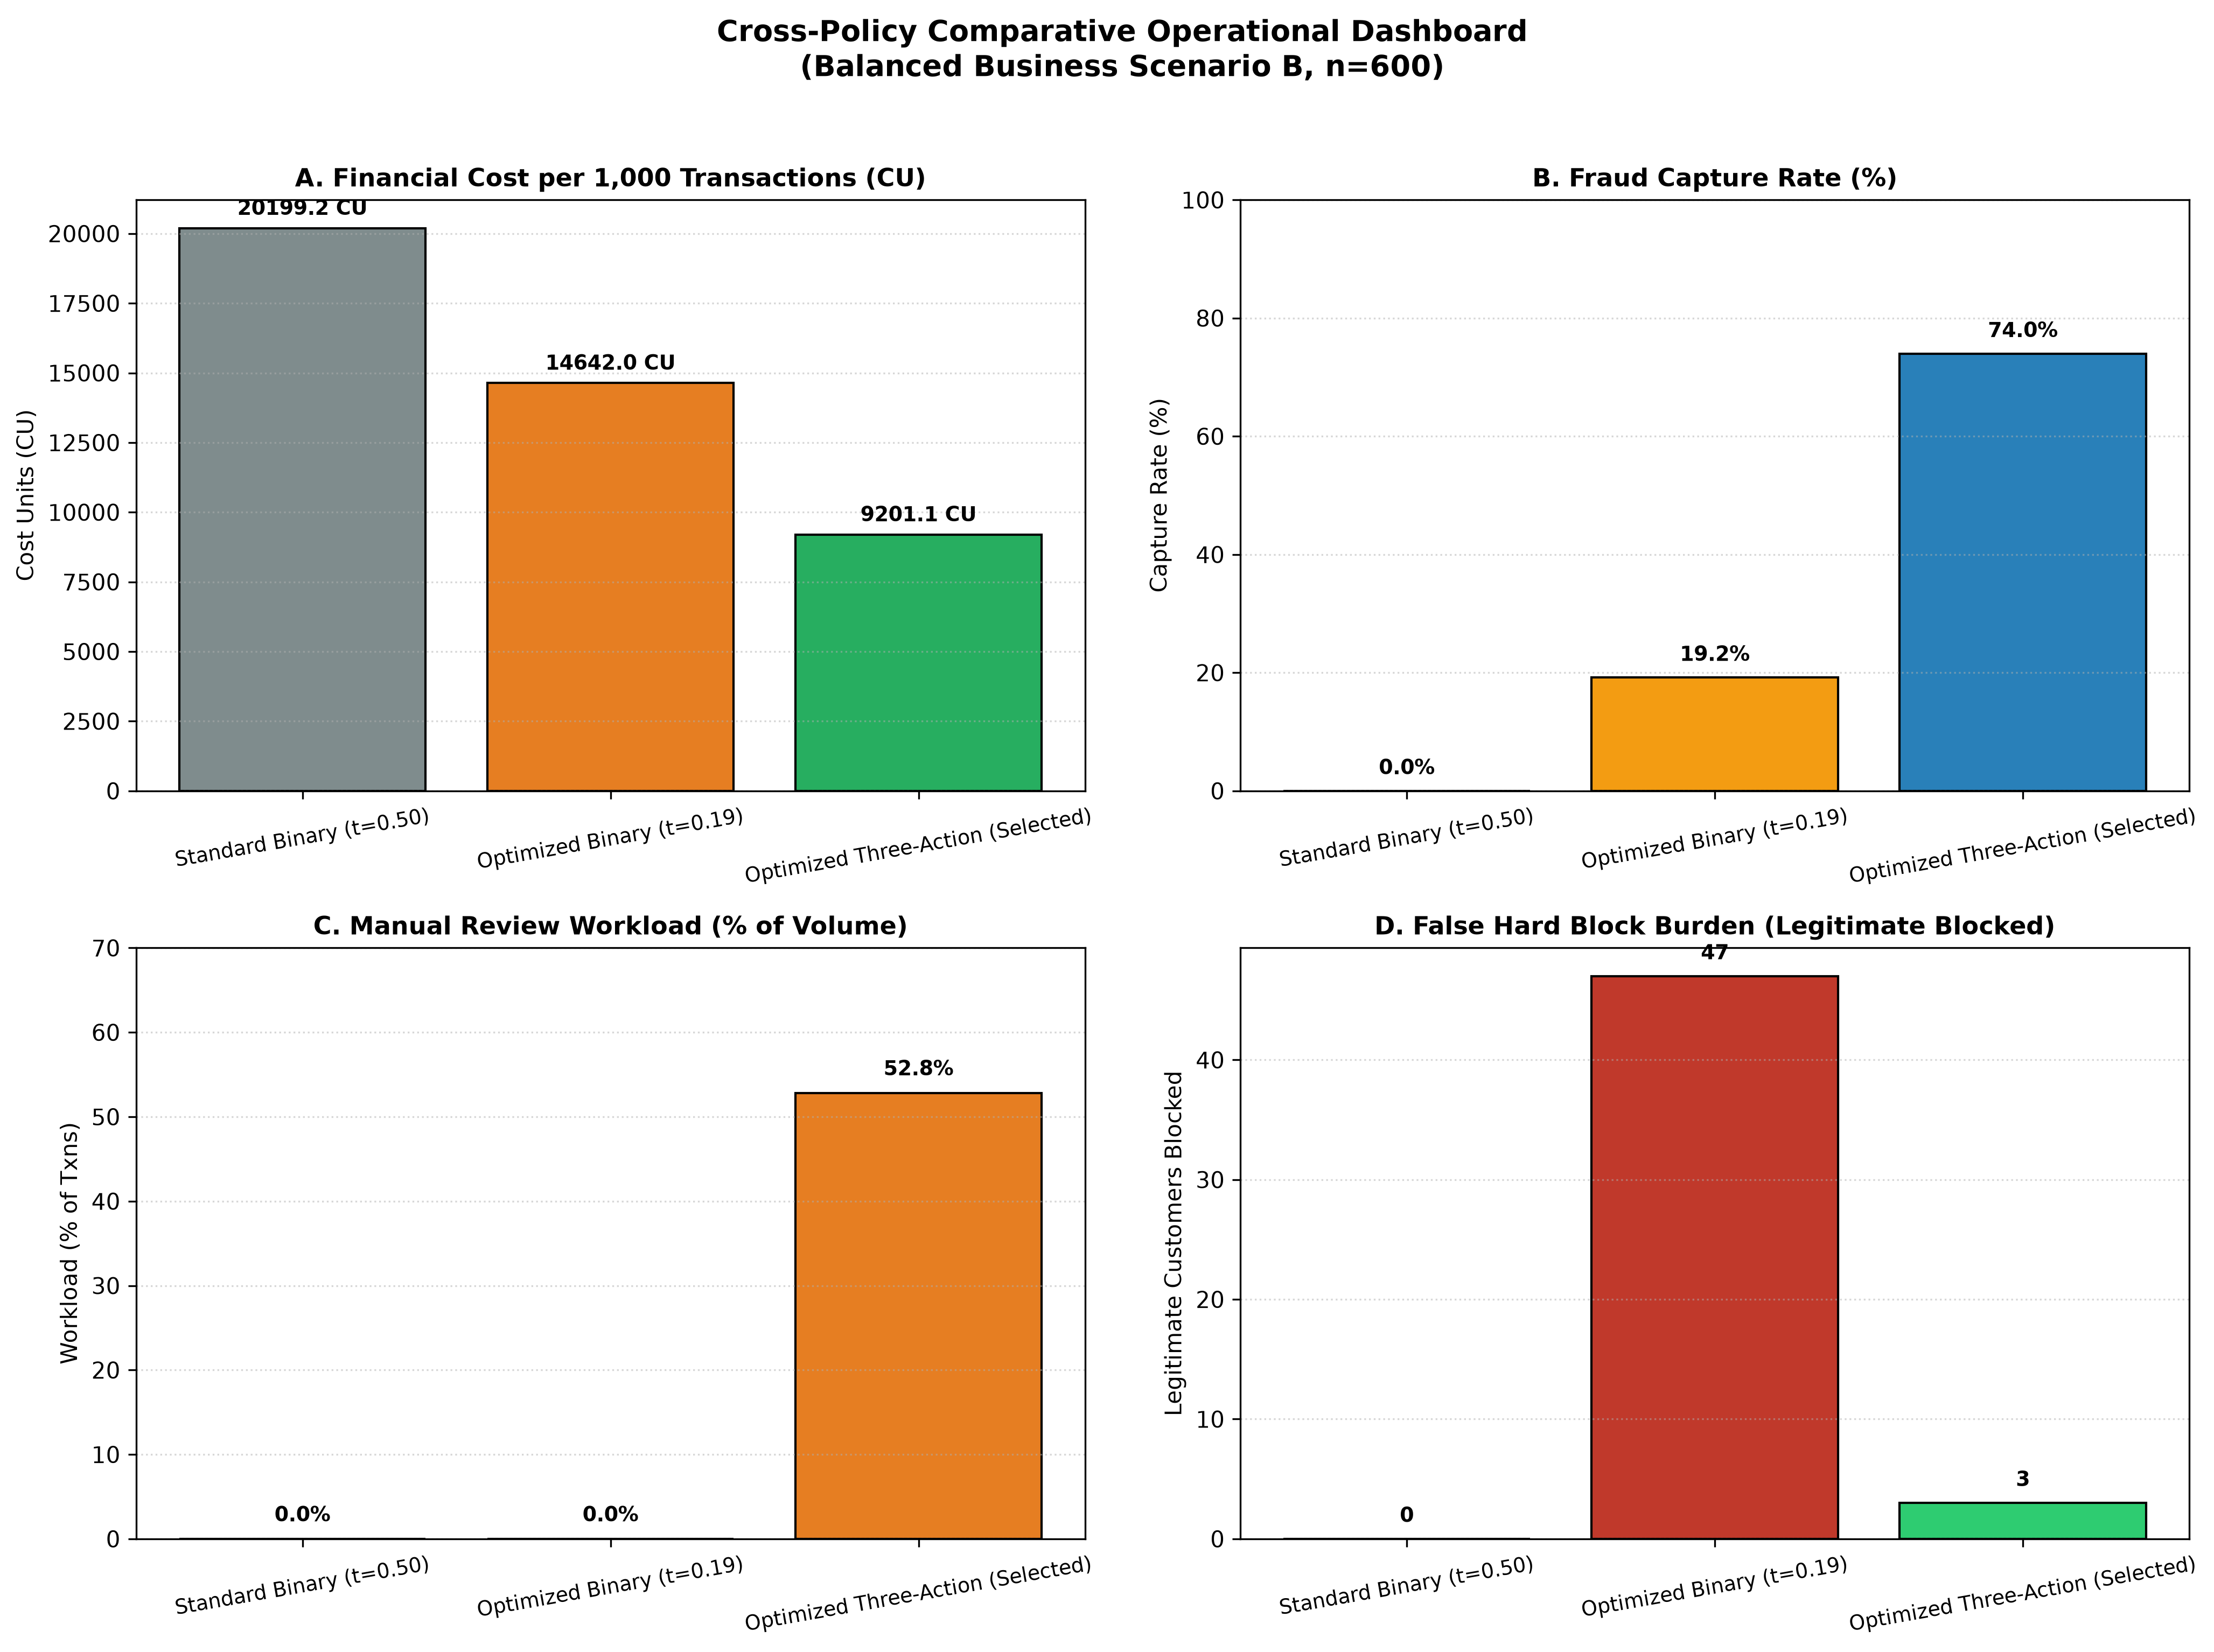 Cross-Policy Comparative Operational Dashboard
(Balanced Business Scenario B, n=600)
A. Financial Cost per 1,000 Transactions (CU)
Cost Units (CU)
20000
17500
15000
12500
10000
7500
5000
2500
0
20199.2 CU
14642.0 CU
9201.1 CU
Standard Binary (t=0.50)
Optimized Binary (t=0.19)
Optimized Three-Action (Selected)
B. Fraud Capture Rate (%)
Capture Rate (%)
100
80
60
40
20
0
0.0%
19.2%
74.0%
Standard Binary (t=0.50)
Optimized Binary (t=0.19)
Optimized Three-Action (Selected)
C. Manual Review Workload (% of Volume)
Workload (% of Txns)
70
60
50
40
30
20
10
0
0.0%
0.0%
52.8%
Standard Binary (t=0.50)
Optimized Binary (t=0.19)
Optimized Three-Action (Selected)
D. False Hard Block Burden (Legitimate Blocked)
Legitimate Customers Blocked
40
30
20
10
0
0
47
3
Standard Binary (t=0.50)
Optimized Binary (t=0.19)
Optimized Three-Action (Selected)